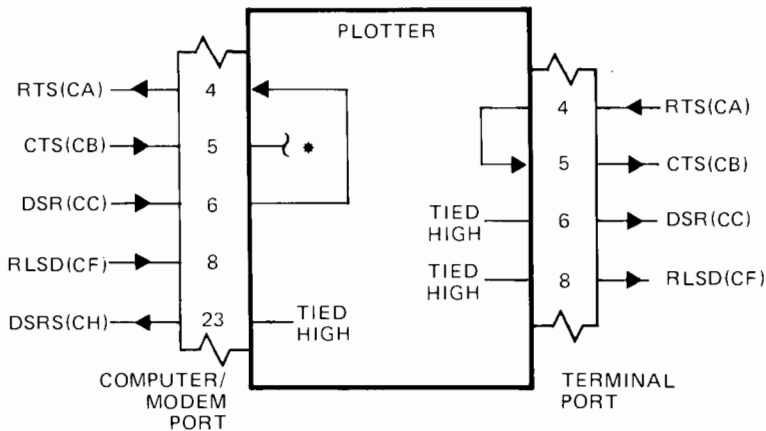 PLOTTER
RTS(CA)
4
CTS(CB)
5
*
DSR(CC)
6
RLSD(CF)
8
DSRS(CH)
23
TIED
HIGH
COMPUTER/
MODEM
PORT
4
RTS(CA)
5
CTS(CB)
TIED
HIGH
6
DSR(CC)
TIED
HIGH
8
RLSD(CF)
TERMINAL
PORT